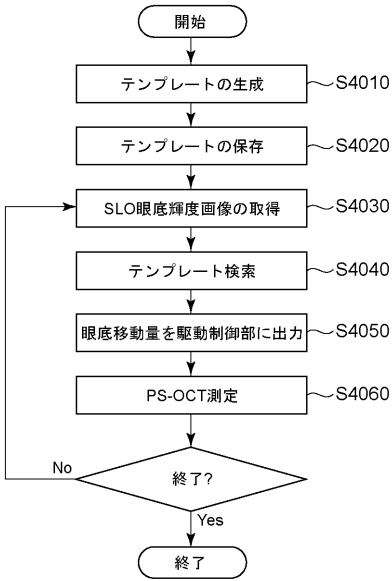 開始
テンプレートの生成 S4010
テンプレートの保存 S4020
SLO眼底輝度画像の取得 S4030
テンプレート検索 S4040
眼底移動量を駆動制御部に出力 S4050
PS-OCT測定 S4060
No 終了?
Yes
終了